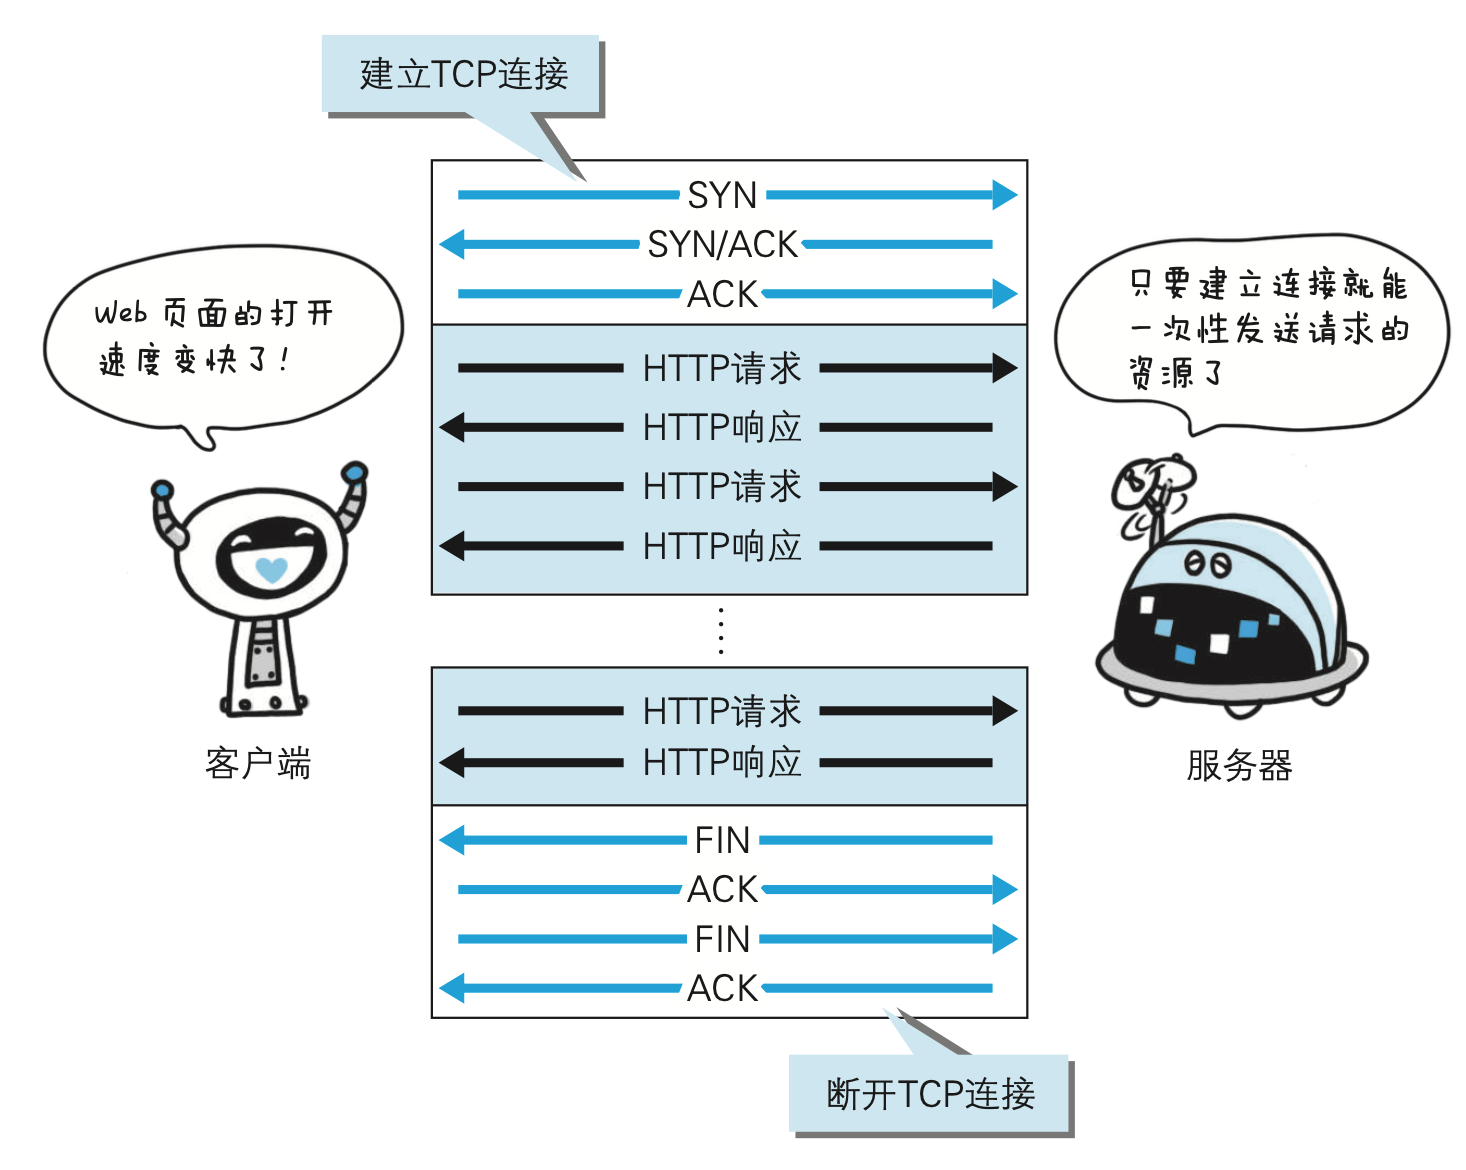 建立TCP连接
SYN
SYN/ACK
ACK
Web 页面的打开
速度变快了!
只要建立连接就能
一次性发送请求的
资源了
HTTP请求
HTTP响应
HTTP请求
HTTP响应
HTTP请求
HTTP响应
客户端
服务器
FIN
ACK
FIN
ACK
断开TCP连接